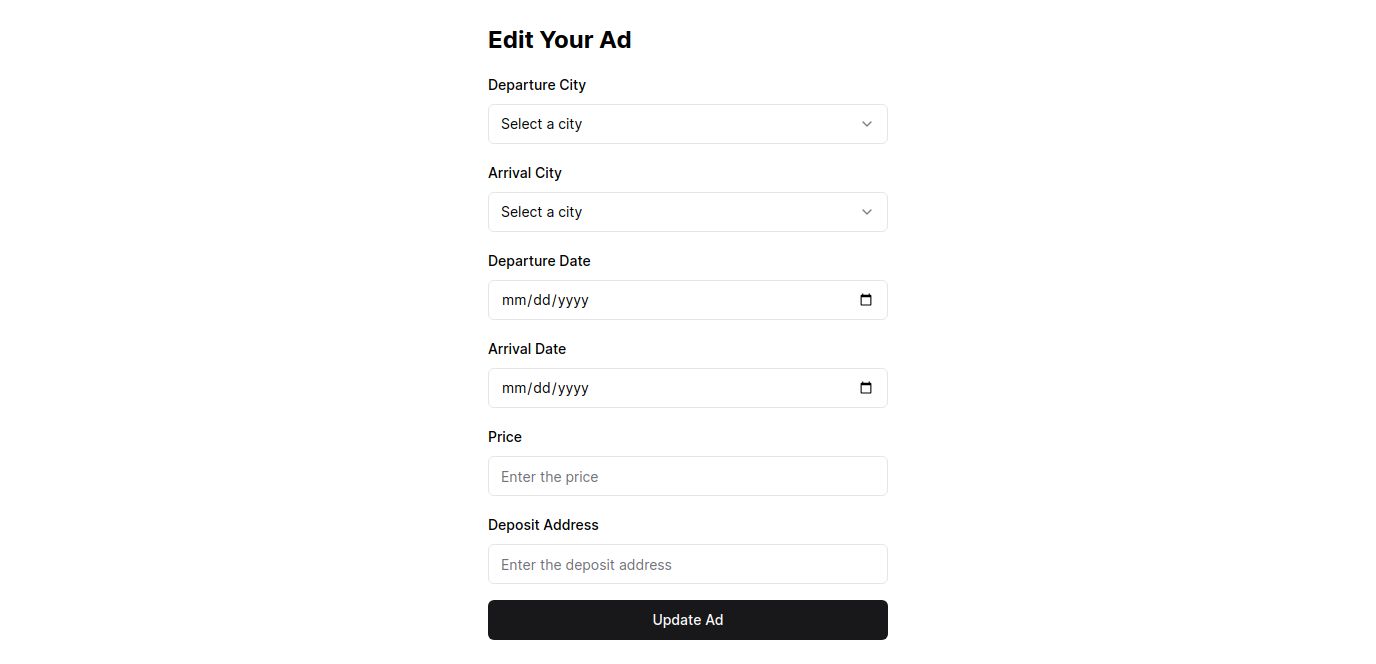 Edit Your Ad
Departure City
Select a city
Arrival City
Select a city
Departure Date
mm/dd/yyyy
Arrival Date
mm/dd/yyyy
Price
Enter the price
Deposit Address
Enter the deposit address
Update Ad